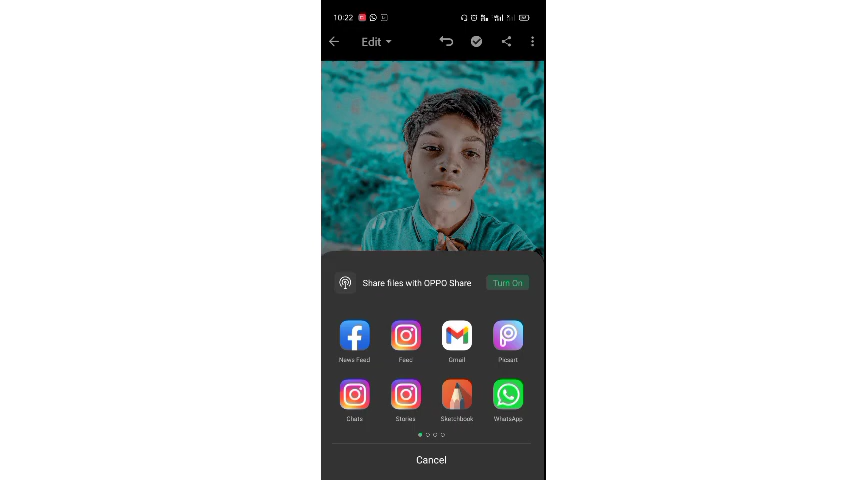 10:22
Edit
Share files with OPPO Share Turn On
News Feed Feed Gmail Picsart
Chats Stories Sketchbook WhatsApp
Cancel